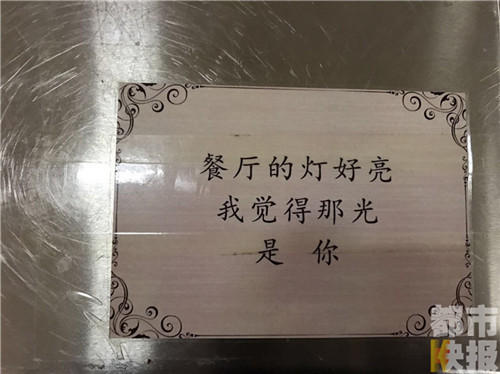 餐厅的灯好亮
我觉得那光
是 你
都市
快报